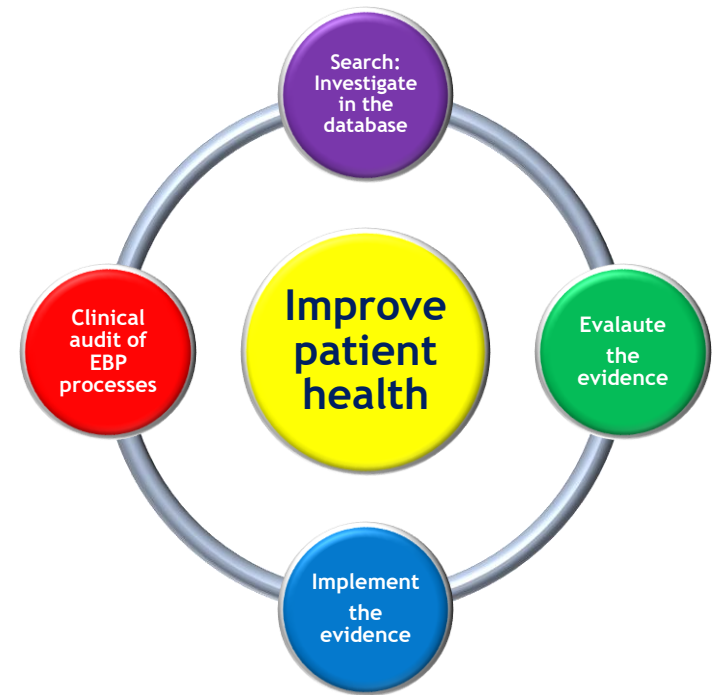 Search:
Investigate
in the
database
Improve
patient
health
Clinical
audit of
EBP
processes
Evalaute
the
evidence
Implement
the
evidence